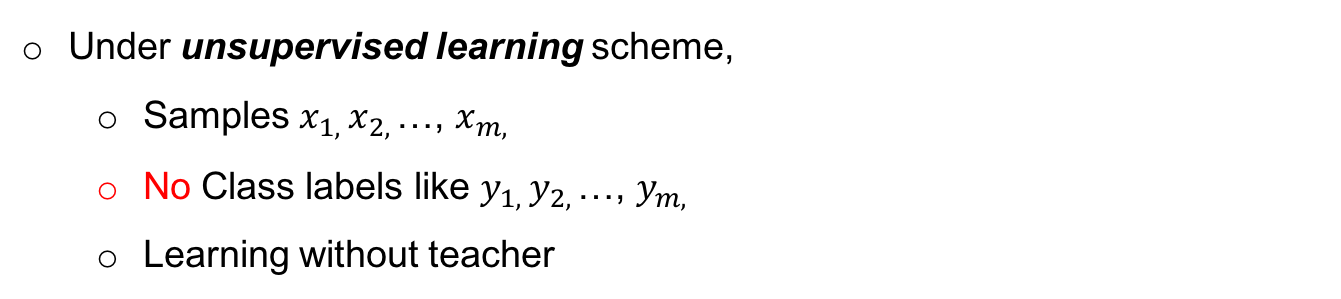 ○ Under unsupervised learning scheme,
○ Samples 𝑥₁, 𝑥₂, …, 𝑥ₘ,
○ No Class labels like 𝑦₁, 𝑦₂, …, 𝑦ₘ,
○ Learning without teacher